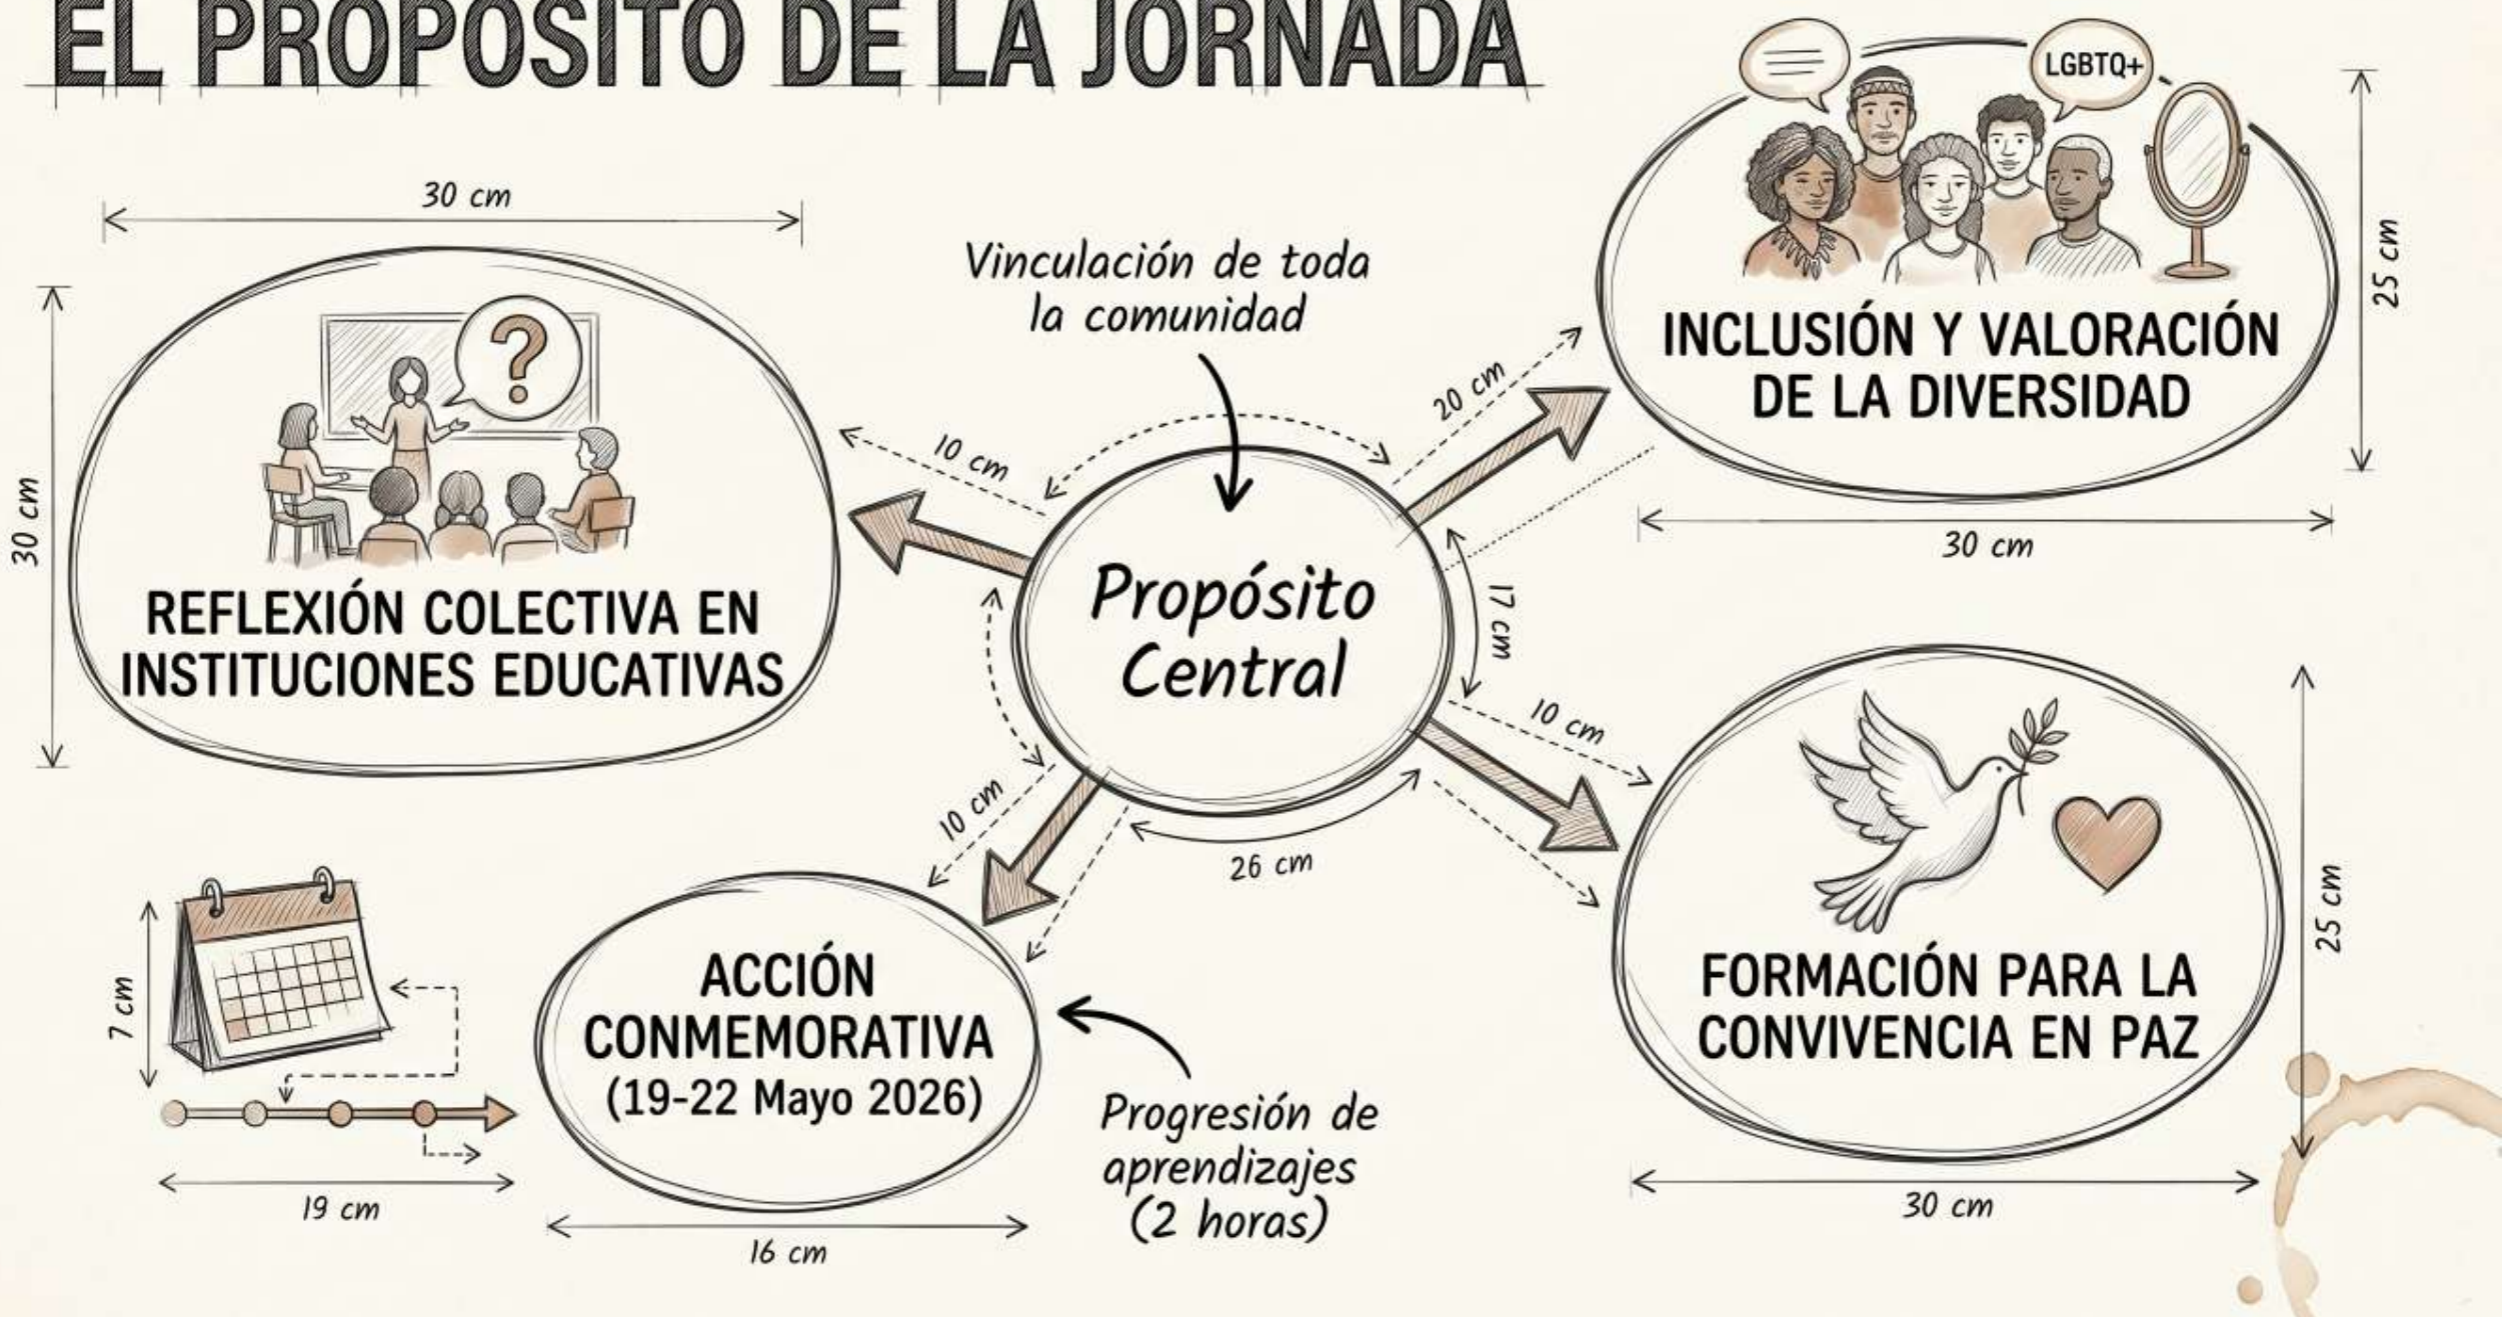 EL PROPÓSITO DE LA JORNADA
LGBTQ+
30 cm
30 cm
REFLEXIÓN COLECTIVA EN
INSTITUCIONES EDUCATIVAS
Vinculación de toda
la comunidad
10 cm
20 cm
25 cm
INCLUSIÓN Y VALORACIÓN
DE LA DIVERSIDAD
30 cm
Propósito
Central
17 cm
10 cm
10 cm
26 cm
7 cm
19 cm
ACCIÓN
CONMEMORATIVA
(19-22 Mayo 2026)
16 cm
Progresión de
aprendizajes
(2 horas)
FORMACIÓN PARA LA
CONVIVENCIA EN PAZ
25 cm
30 cm